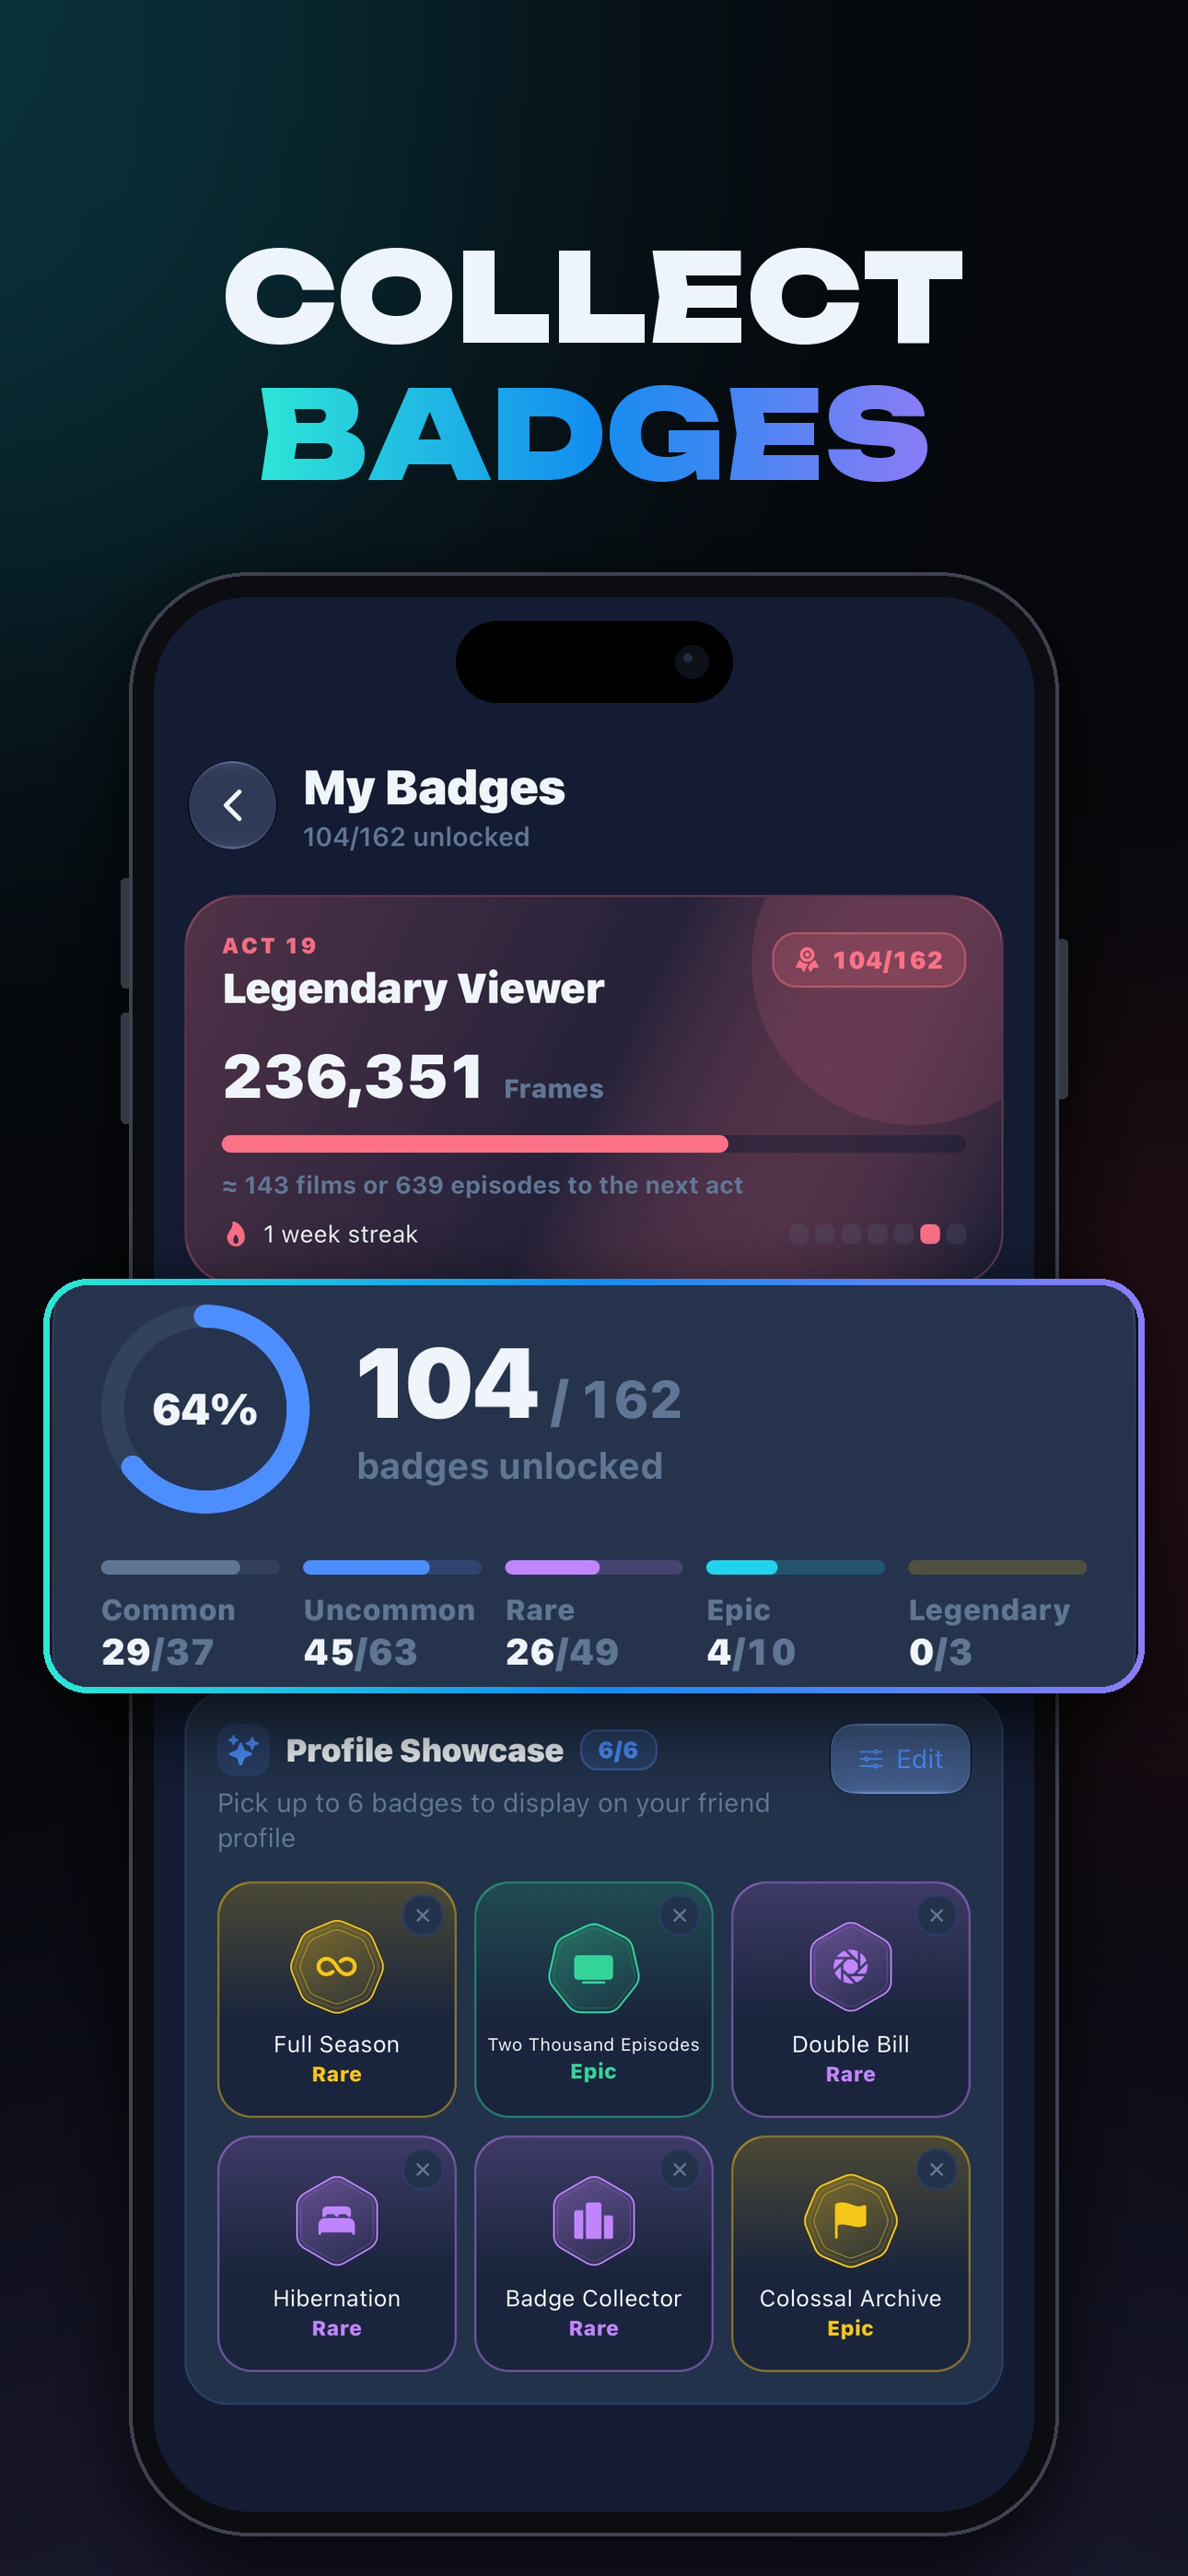 COLLECT
BADGES
My Badges
104/162 unlocked
ACT 19
104/162
Legendary Viewer
236,351 Frames
≈ 143 films or 639 episodes to the next act
1 week streak
64%
104 / 162
badges unlocked
Common Uncommon Rare Epic Legendary
29/37 45/63 26/49 4/10 0/3
Profile Showcase 6/6 Edit
Pick up to 6 badges to display on your friend
profile
Full Season Two Thousand Episodes Double Bill
Rare Epic Rare
Hibernation Badge Collector Colossal Archive
Rare Rare Epic